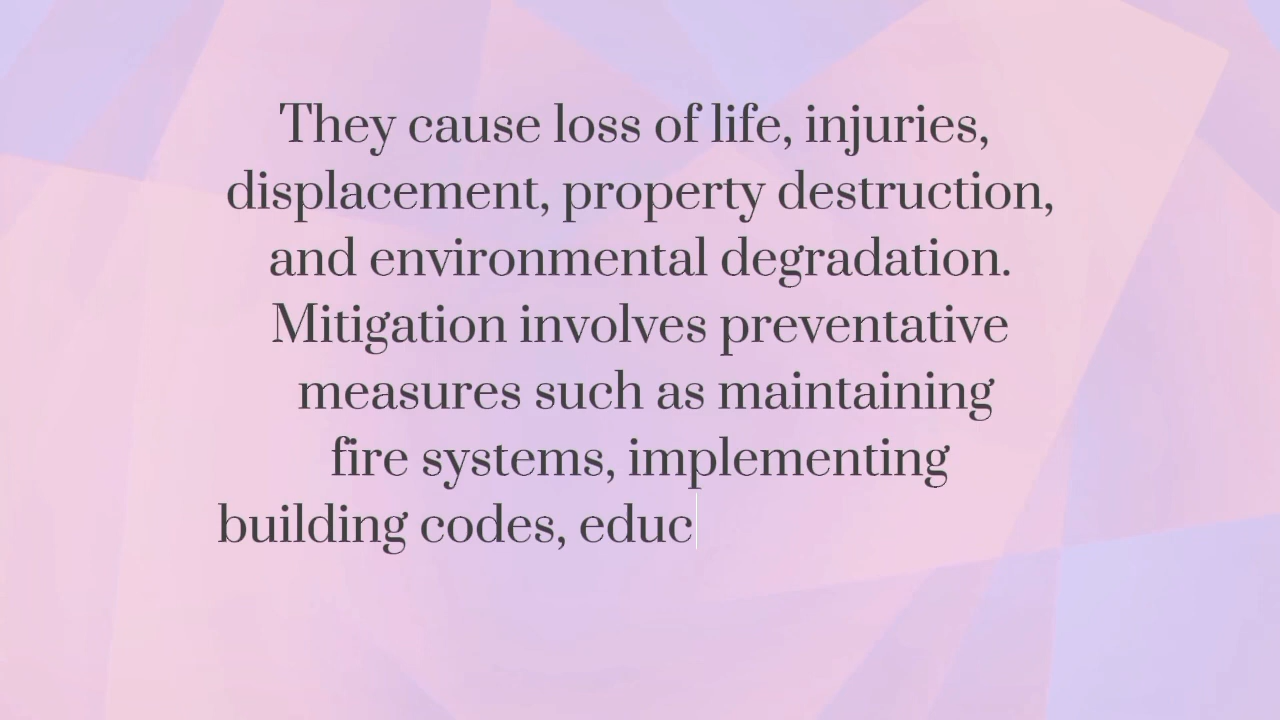 They cause loss of life, injuries,
displacement, property destruction,
and environmental degradation.
Mitigation involves preventative
measures such as maintaining
fire systems, implementing
building codes, educ